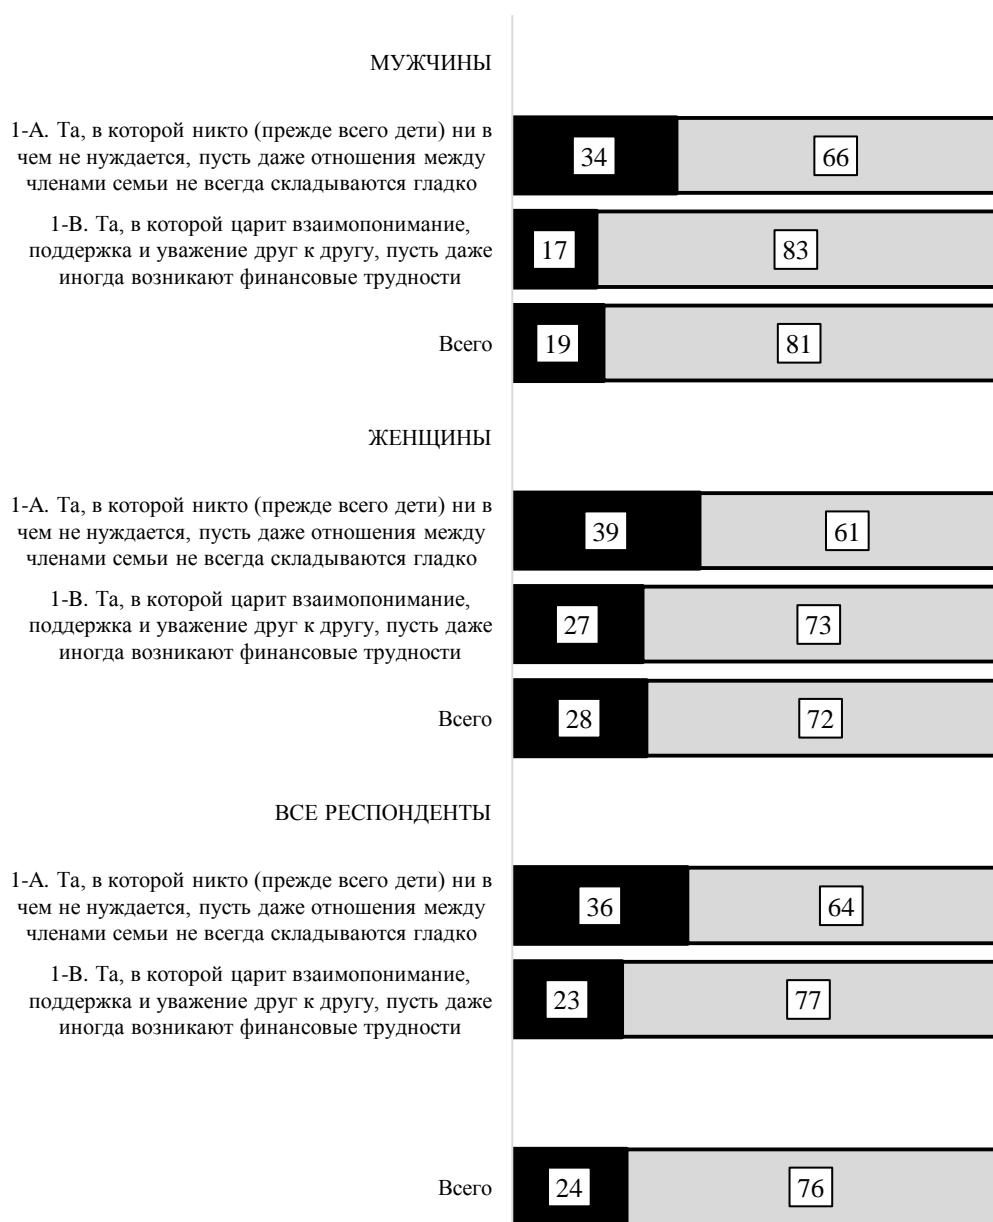 МУЖЧИНЫ
1-А. Та, в которой никто (прежде всего дети) ни в
чем не нуждается, пусть даже отношения между
членами семьи не всегда складываются гладко
34 66
1-В. Та, в которой царит взаимопонимание,
поддержка и уважение друг к другу, пусть даже
иногда возникают финансовые трудности
17 83
Всего 19 81
ЖЕНЩИНЫ
1-А. Та, в которой никто (прежде всего дети) ни в
чем не нуждается, пусть даже отношения между
членами семьи не всегда складываются гладко
39 61
1-В. Та, в которой царит взаимопонимание,
поддержка и уважение друг к другу, пусть даже
иногда возникают финансовые трудности
27 73
Всего 28 72
ВСЕ РЕСПОНДЕНТЫ
1-А. Та, в которой никто (прежде всего дети) ни в
чем не нуждается, пусть даже отношения между
членами семьи не всегда складываются гладко
36 64
1-В. Та, в которой царит взаимопонимание,
поддержка и уважение друг к другу, пусть даже
иногда возникают финансовые трудности
23 77
Всего 24 76